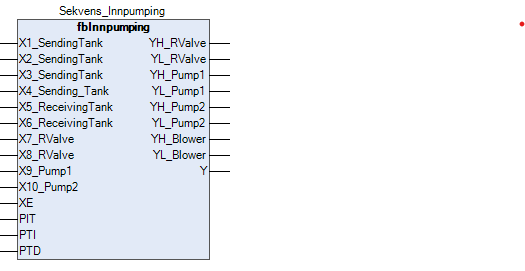 Sekvens_Innpumping
fbInnpumping
X1_SendingTank YH_RValve
X2_SendingTank YL_RValve
X3_SendingTank YH_Pump1
X4_Sending_Tank YL_Pump1
X5_ReceivingTank YH_Pump2
X6_ReceivingTank YL_Pump2
X7_RValve YH_Blower
X8_RValve YL_Blower
X9_Pump1 Y
X10_Pump2
XE
PIT
PTI
PTD